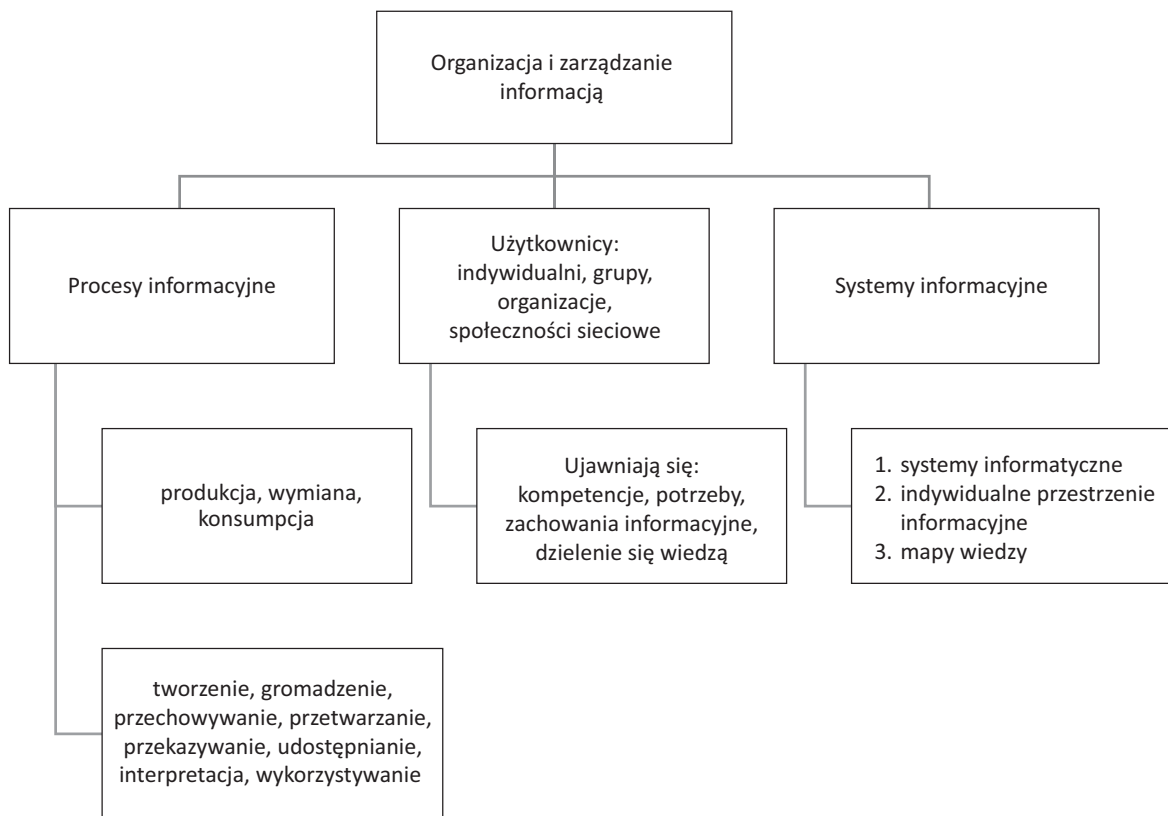 Organizacja i zarządzanie
informacją
Procesy informacyjne
Użytkownicy:
indywidualni, grupy,
organizacje,
społeczności sieciowe
Systemy informacyjne
produkcja, wymiana,
konsumpcja
Ujawniają się:
kompetencje, potrzeby,
zachowania informacyjne,
dzielenie się wiedzą
1. systemy informatyczne
2. indywidualne przestrzenie
informacyjne
3. mapy wiedzy
tworzenie, gromadzenie,
przechowywanie, przetwarzanie,
przekazywanie, udostępnianie,
interpretacja, wykorzystywanie